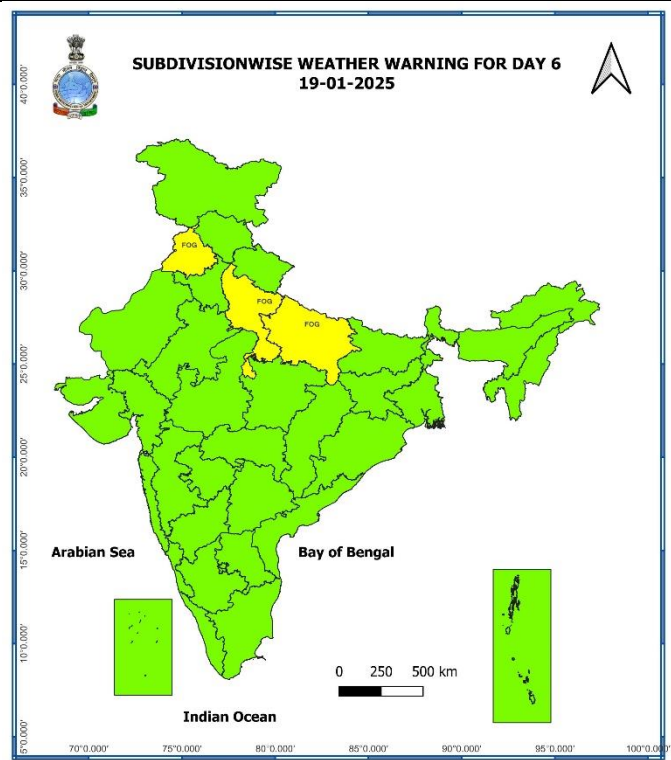 SUBDIVISIONWISE WEATHER WARNING FOR DAY 6
19-01-2025
40°0.000'
35°0.000'
30°0.000'
25°0.000'
20°0.000'
15°0.000'
10°0.000'
5°0.000'
FOG
FOG
FOG
Arabian Sea
Bay of Bengal
0 250 500 km
Indian Ocean
70°0.000' 75°0.000' 80°0.000' 85°0.000' 90°0.000' 95°0.000' 100°0.000'